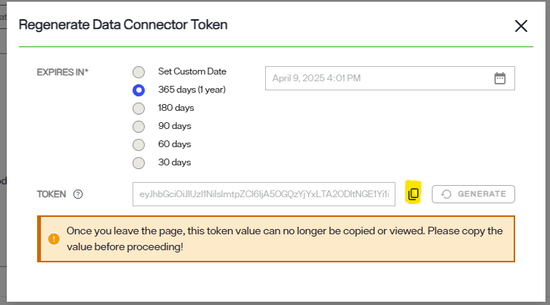 Regenerate Data Connector Token
EXPIRES IN*
Set Custom Date
365 days (1 year)
180 days
90 days
60 days
30 days
April 9, 2025 4:01 PM
TOKEN
GENERATE
Once you leave the page, this token value can no longer be copied or viewed. Please copy the
value before proceeding!